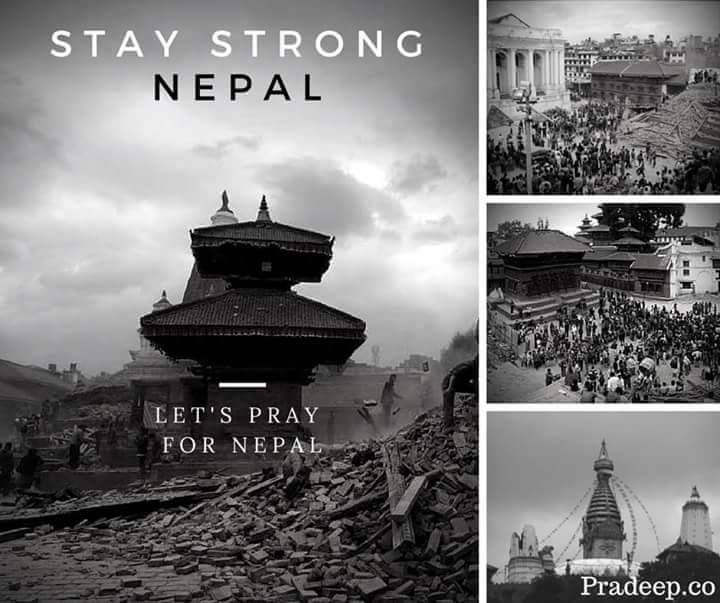 STAY STRONG
NEPAL
LET'S PRAY
FOR NEPAL
Pradeep.co